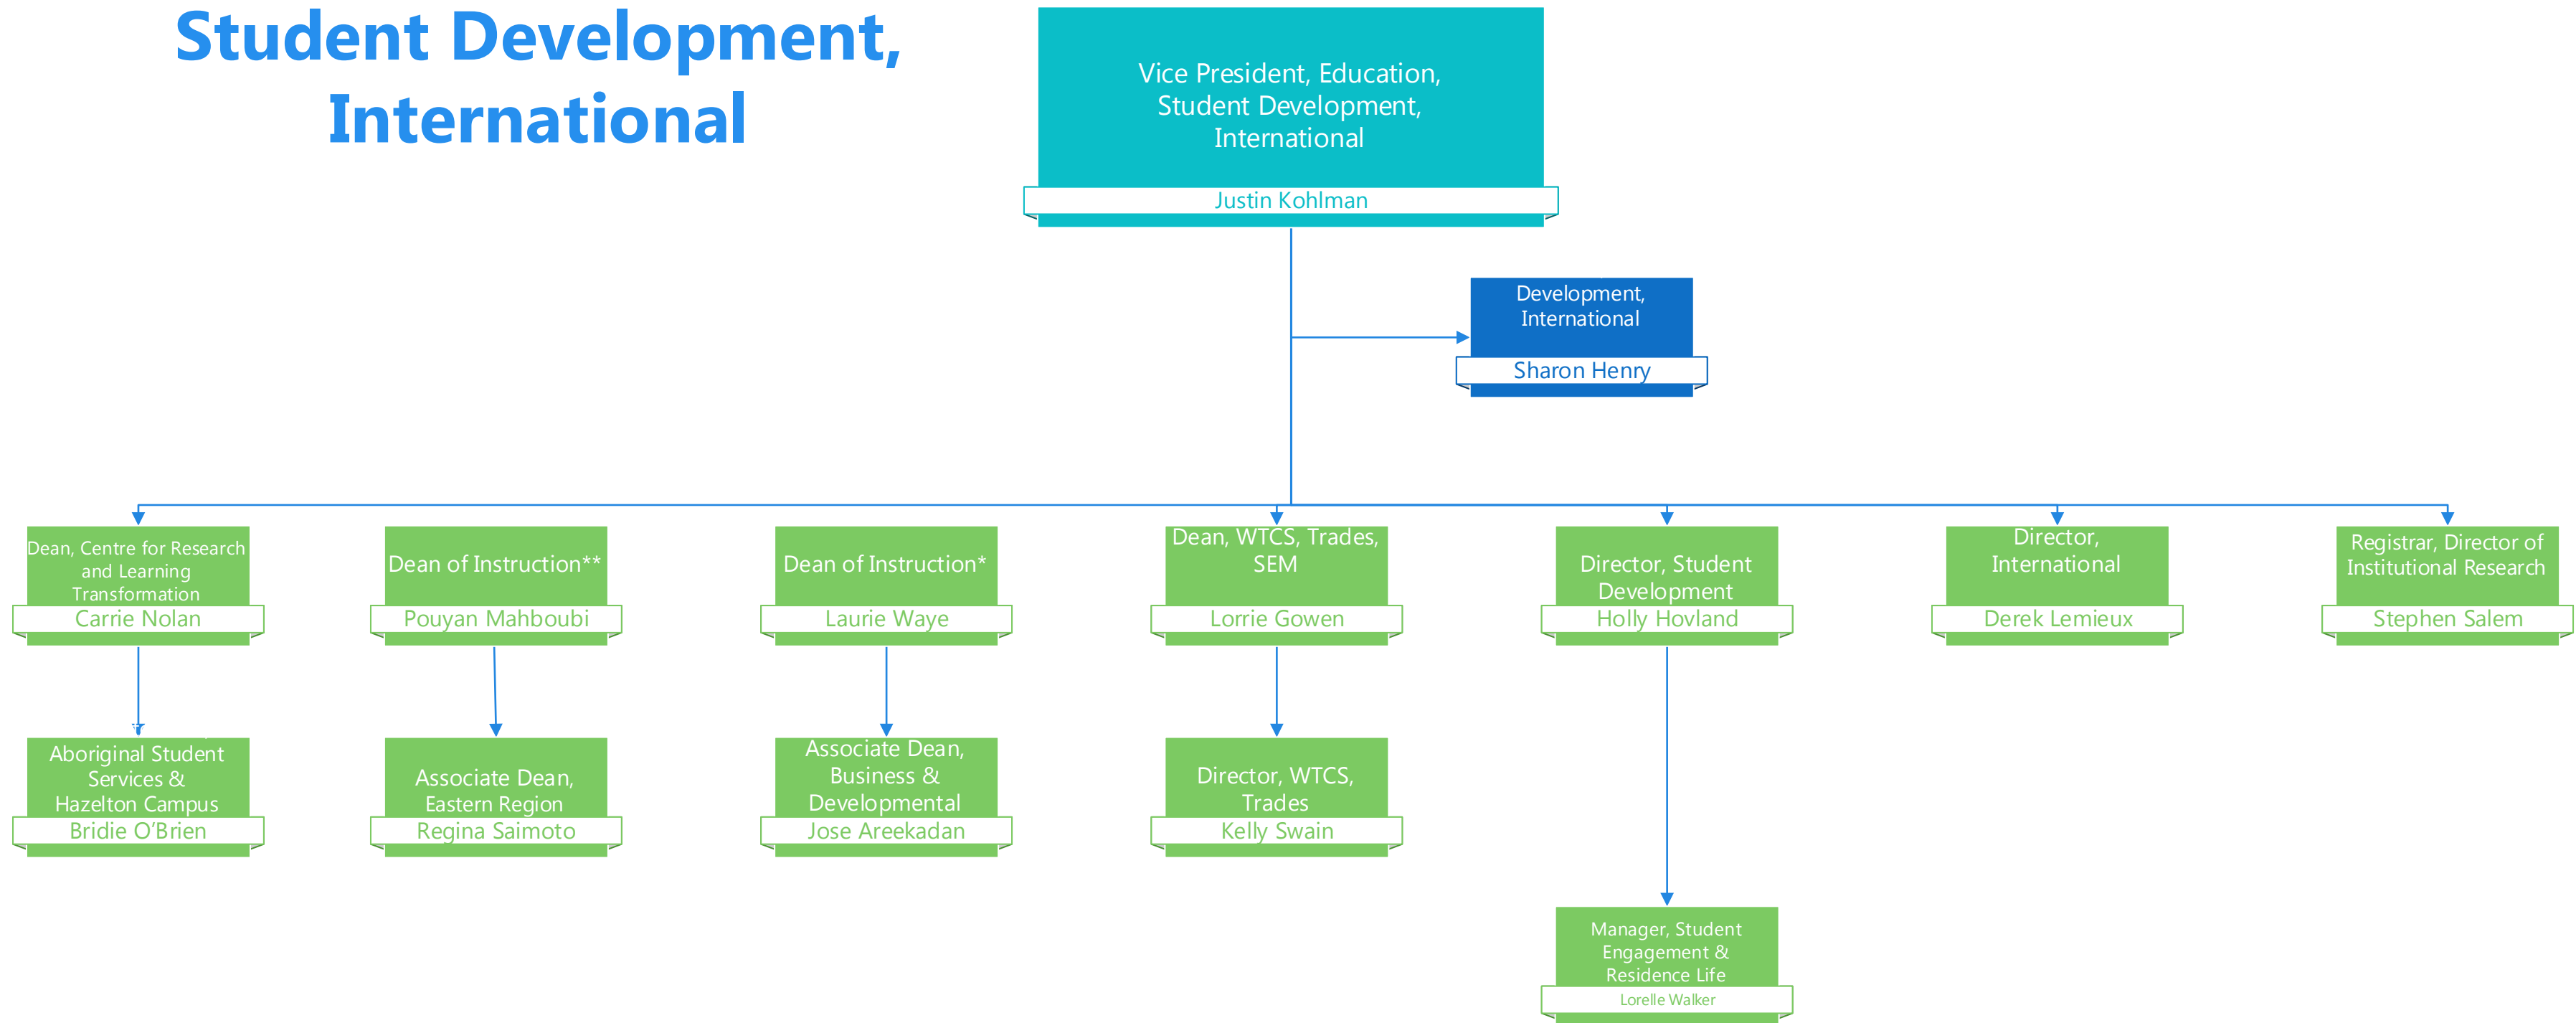 Student Development,
International
Vice President, Education,
Student Development,
International
Justin Kohlman
Development,
International
Sharon Henry
Dean, Centre for Research
and Learning
Transformation
Carrie Nolan
Dean of Instruction**
Pouyan Mahboubi
Dean of Instruction*
Laurie Waye
Dean, WTCS, Trades,
SEM
Lorrie Gowen
Director, Student
Development
Holly Hovland
Director,
International
Derek Lemieux
Registrar, Director of
Institutional Research
Stephen Salem
Aboriginal Student
Services &
Hazelton Campus
Bridie O’Brien
Associate Dean,
Eastern Region
Regina Saimoto
Associate Dean,
Business &
Developmental
Jose Areekadan
Director, WTCS,
Trades
Kelly Swain
Manager, Student
Engagement &
Residence Life
Lorelle Walker